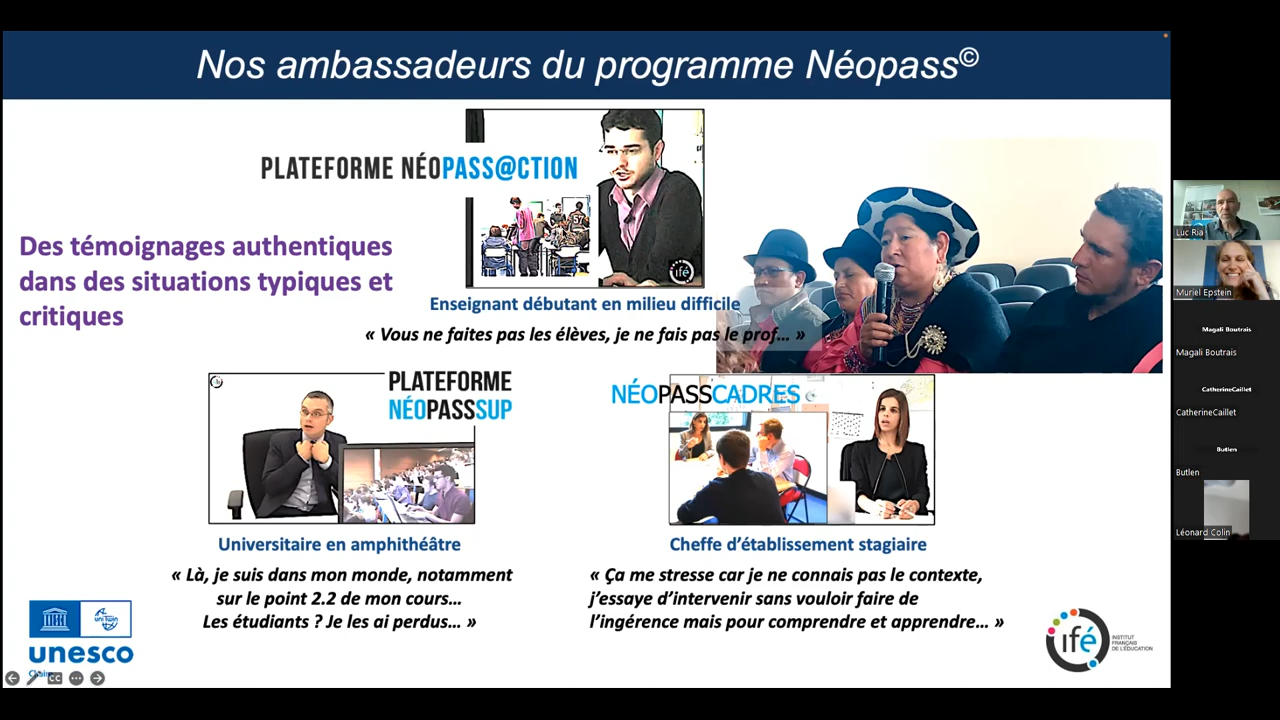 Nos ambassadeurs du programme Néopass©
PLATEFORME NÉOPASS@CTION
Des témoignages authentiques
dans des situations typiques et
critiques
ifé
Enseignant débutant en milieu difficile
« Vous ne faites pas les élèves, je ne fais pas le prof... »
PLATEFORME
NÉOPASSSUP
NÉOPASSCADRES
Universitaire en amphithéâtre
« Là, je suis dans mon monde, notamment
sur le point 2.2 de mon cours...
Les étudiants ? Je les ai perdus... »
Cheffe d'établissement stagiaire
« Ça me stresse car je ne connais pas le contexte,
j'essaye d'intervenir sans vouloir faire de
l'ingérence mais pour comprendre et apprendre... »
uniTwin
unesco
CC
ifé
INSTITUT
FRANÇAIS
DE L'ÉDUCATION
Luc Ria
Muriel Epstein
Magali Boutrais
Magali Boutrais
CatherineCaillet
CatherineCaillet
Butlen
Butlen
Léonard Colin